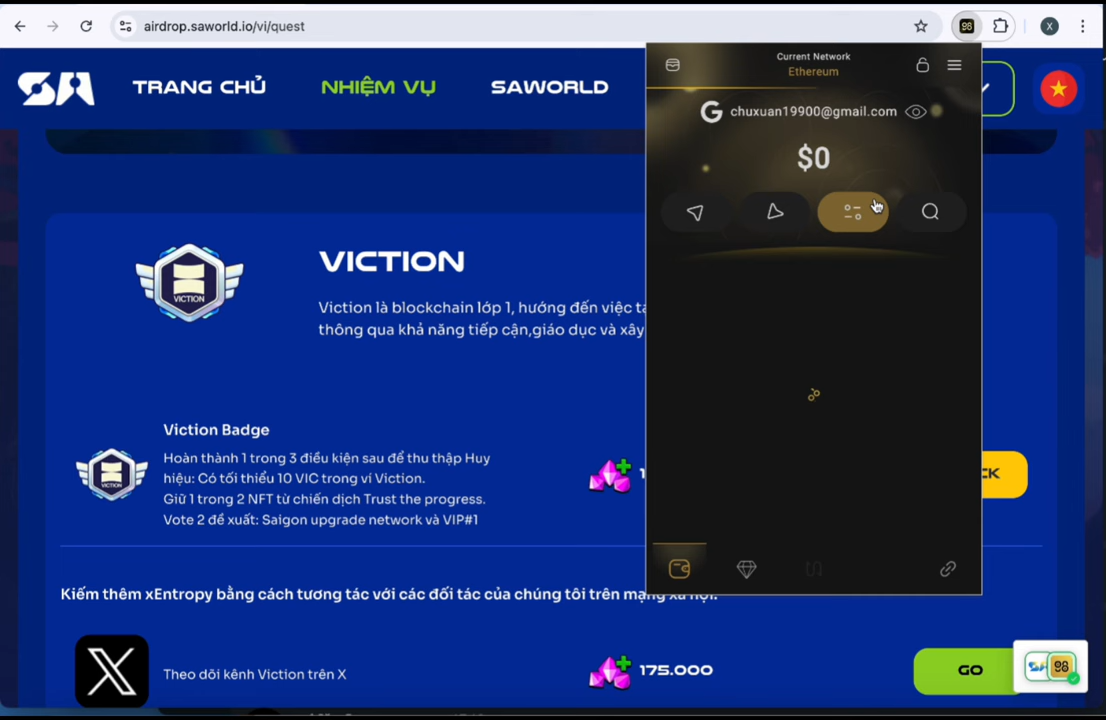 airdrop.saworld.io/vi/quest
98
X
TRANG CHỦ
NHIỆM VỤ
SAWORLD
Current Network
Ethereum
G chuxuan19900@gmail.com
$0
VICTION
VICTION
Viction là blockchain lớp 1, hướng đến việc
thông qua khả năng tiếp cận,giáo dục và xây
Viction Badge
VICTION
Hoàn thành 1 trong 3 điều kiện sau để thu thập Huy
hiệu: Có tối thiểu 10 VIC trong ví Viction.
Giữ 1 trong 2 NFT từ chiến dịch Trust the progress.
Vote 2 đề xuất: Saigon upgrade network và VIP#1
Kiếm thêm xEntropy bằng cách tương tác với các đối tác của chúng tôi trên mạng xã hội.
X
Theo dõi kênh Viction trên X
175.000
GO
98